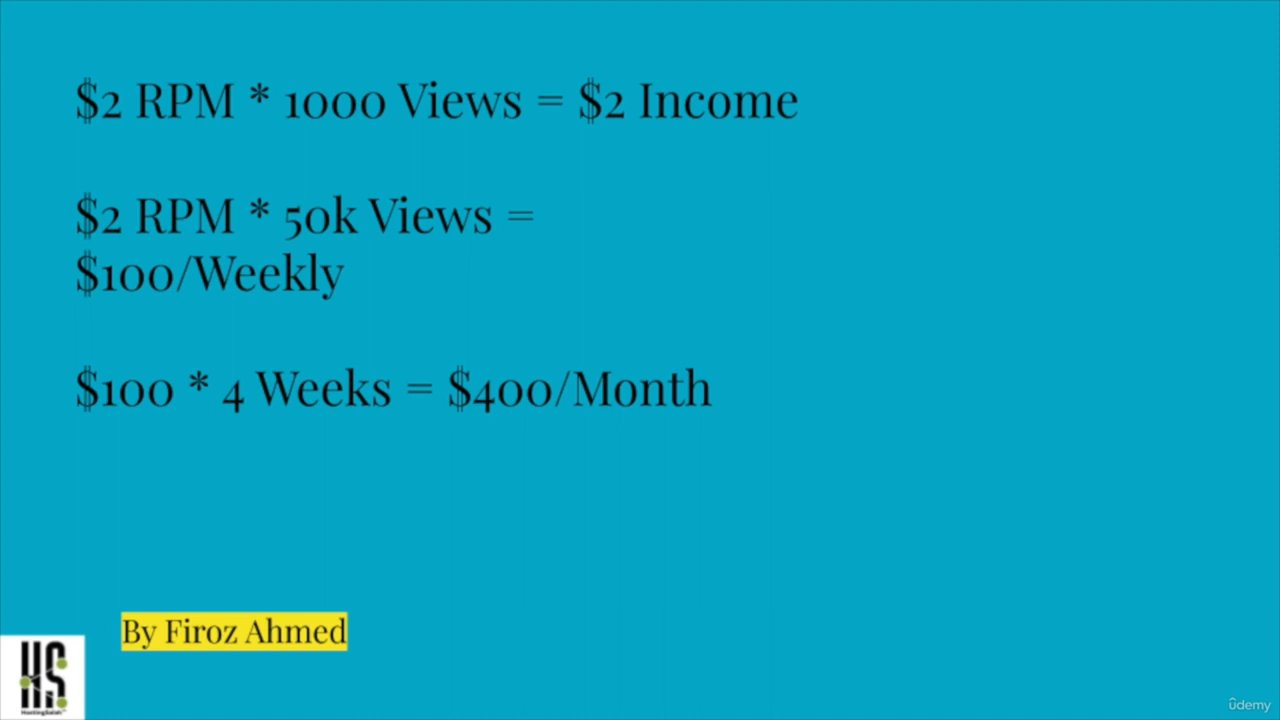 $2 RPM * 1000 Views = $2 Income
$2 RPM * 50k Views =
$100/Weekly
$100 * 4 Weeks = $400/Month
By Firoz Ahmed
HS
udemy